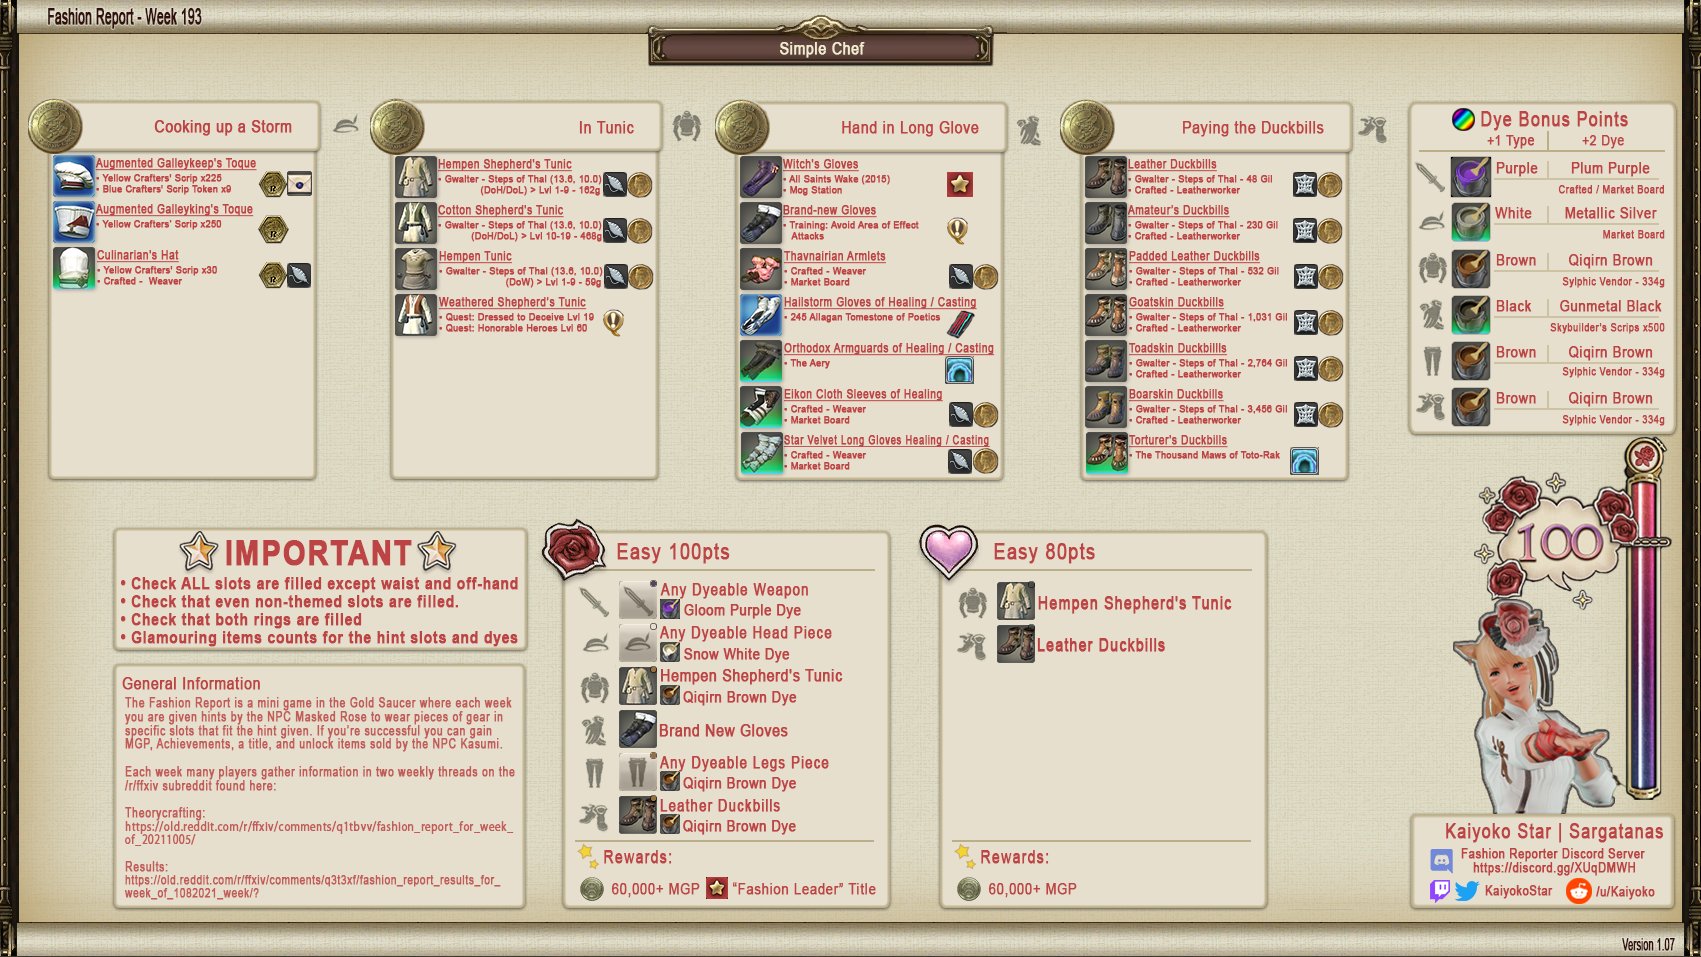 Fashion Report - Week 193
Simple Chef
Cooking up a Storm
Augmented Galleykeep's Toque
• Yellow Crafters' Scrip x225
• Blue Crafters' Scrip Token x9
Augmented Galleyking's Toque
• Yellow Crafters' Scrip x250
Culinarian's Hat
• Yellow Crafters' Scrip x30
• Crafted - Weaver
In Tunic
Hempen Shepherd's Tunic
• Gwalter - Steps of Thal (13.6, 10.0)
(DoH/DoL) > Lvl 1-9 - 162g
Cotton Shepherd's Tunic
• Gwalter - Steps of Thal (13.6, 10.0)
(DoH/DoL) > Lvl 10-19 - 468g
Hempen Tunic
• Gwalter - Steps of Thal (13.6, 10.0)
(DoW) > Lvl 1-9 - 59g
Weathered Shepherd's Tunic
• Quest: Dressed to Deceive Lvl 19
• Quest: Honorable Heroes Lvl 60
Hand in Long Glove
Witch's Gloves
• All Saints Wake (2015)
• Mog Station
Brand-new Gloves
• Training: Avoid Area of Effect
Attacks
Thavnairian Armlets
• Crafted - Weaver
• Market Board
Hailstorm Gloves of Healing / Casting
• 245 Allagan Tomestone of Poetics
Orthodox Armguards of Healing / Casting
• The Aery
Eikon Cloth Sleeves of Healing
• Crafted - Weaver
• Market Board
Star Velvet Long Gloves Healing / Casting
• Crafted - Weaver
• Market Board
Paying the Duckbills
Leather Duckbills
• Gwalter - Steps of Thal - 48 Gil
• Crafted - Leatherworker
Amateur's Duckbills
• Gwalter - Steps of Thal - 230 Gil
• Crafted - Leatherworker
Padded Leather Duckbills
• Gwalter - Steps of Thal - 532 Gil
• Crafted - Leatherworker
Goatskin Duckbills
• Gwalter - Steps of Thal - 1,031 Gil
• Crafted - Leatherworker
Toadskin Duckbills
• Gwalter - Steps of Thal - 2,764 Gil
• Crafted - Leatherworker
Boarskin Duckbills
• Gwalter - Steps of Thal - 3,456 Gil
• Crafted - Leatherworker
Torturer's Duckbills
• The Thousand Maws of Toto-Rak
Dye Bonus Points
+1 Type +2 Dye
Purple Plum Purple
Crafted / Market Board
White Metallic Silver
Market Board
Brown Qiqirn Brown
Sylphic Vendor - 334g
Black Gunmetal Black
Skybuilder's Scrips x500
Brown Qiqirn Brown
Sylphic Vendor - 334g
Brown Qiqirn Brown
Sylphic Vendor - 334g
IMPORTANT
• Check ALL slots are filled except waist and off-hand
• Check that even non-themed slots are filled.
• Check that both rings are filled
• Glamouring items counts for the hint slots and dyes
General Information
The Fashion Report is a mini game in the Gold Saucer where each week
you are given hints by the NPC Masked Rose to wear pieces of gear in
specific slots that fit the hint given. If you're successful you can gain
MGP, Achievements, a title, and unlock items sold by the NPC Kasumi.
Each week many players gather information in two weekly threads on the
/r/ffxiv subreddit found here:
Theorycrafting:
https://old.reddit.com/r/ffxiv/comments/q1tbvv/fashion_report_for_week_
of_20211005/
Results:
https://old.reddit.com/r/ffxiv/comments/q3t3xf/fashion_report_results_for_
week_of_1082021_week/?
Easy 100pts
Any Dyeable Weapon
Gloom Purple Dye
Any Dyeable Head Piece
Snow White Dye
Hempen Shepherd's Tunic
Qiqirn Brown Dye
Brand New Gloves
Any Dyeable Legs Piece
Qiqirn Brown Dye
Leather Duckbills
Qiqirn Brown Dye
Rewards:
60,000+ MGP "Fashion Leader" Title
Easy 80pts
Hempen Shepherd's Tunic
Leather Duckbills
Rewards:
60,000+ MGP
100
Kaiyoko Star | Sargatanas
Fashion Reporter Discord Server
https://discord.gg/XUqDMWH
KaiyokoStar /u/Kaiyoko
Version 1.07